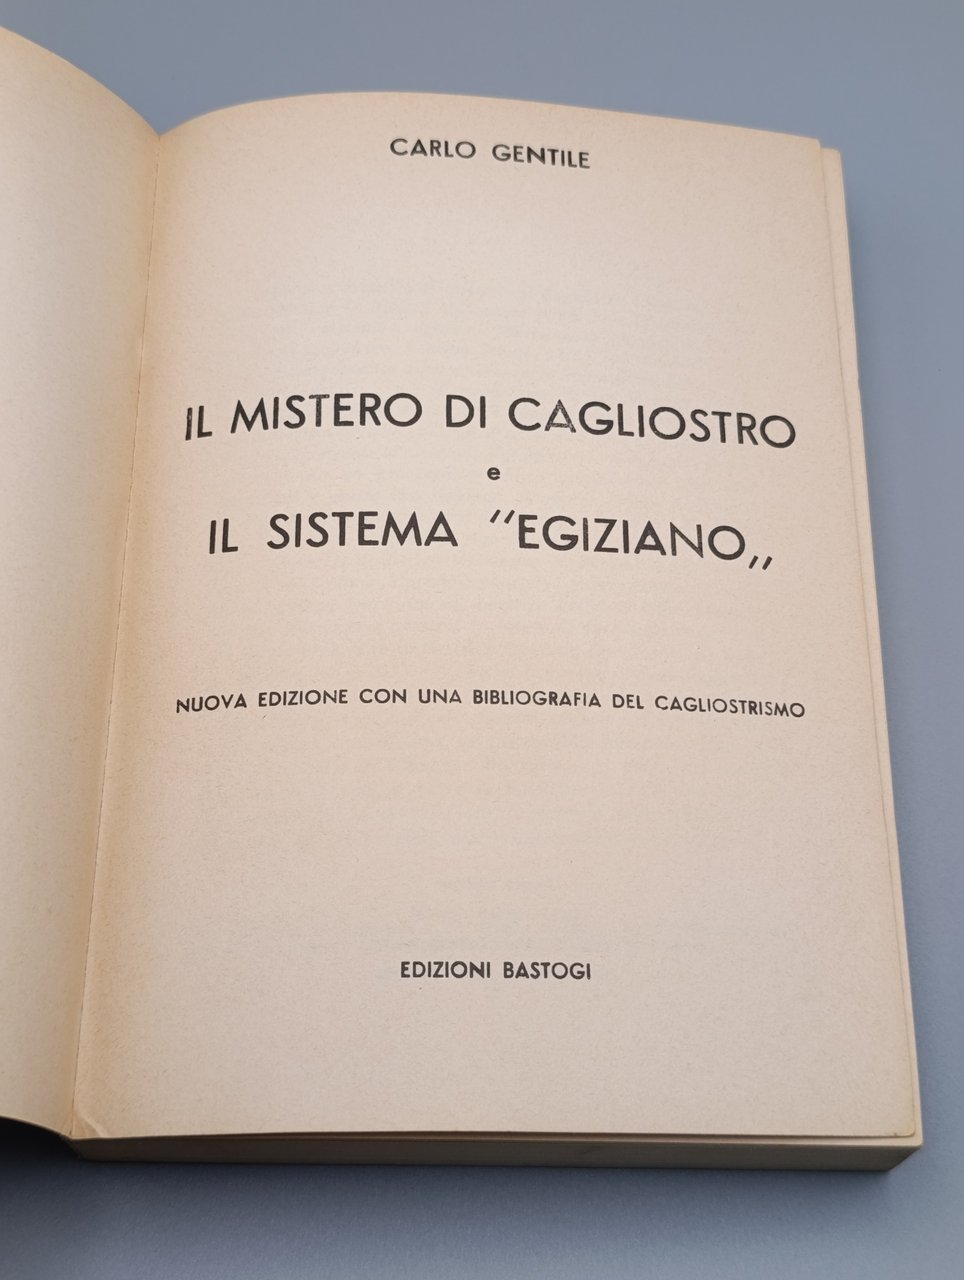 CARLO GENTILE
IL MISTERO DI CAGLIOSTRO
e
IL SISTEMA "EGIZIANO,,
NUOVA EDIZIONE CON UNA BIBLIOGRAFIA DEL CAGLIOSTRISMO
EDIZIONI BASTOGI